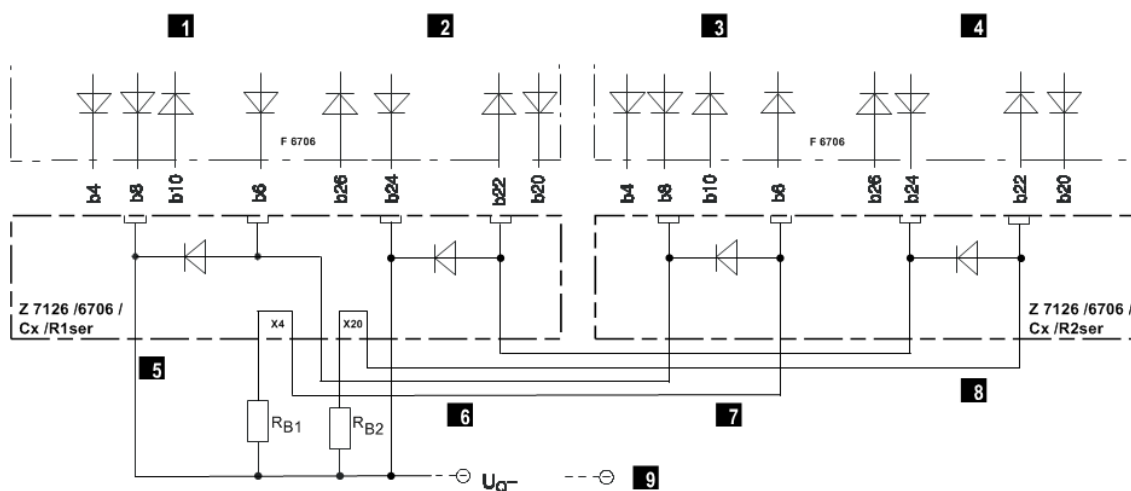 1 2 3 4
F 6706 F 6706
b4 b8 b10 b6 b26 b24 b22 b20 b4 b8 b10 b6 b26 b24 b22 b20
Z 7126 /6706 / Z 7126 /6706 /
Cx /R1ser X4 X20 Cx /R2ser
5 6 7 8
RB1 RB2
Ua− 9